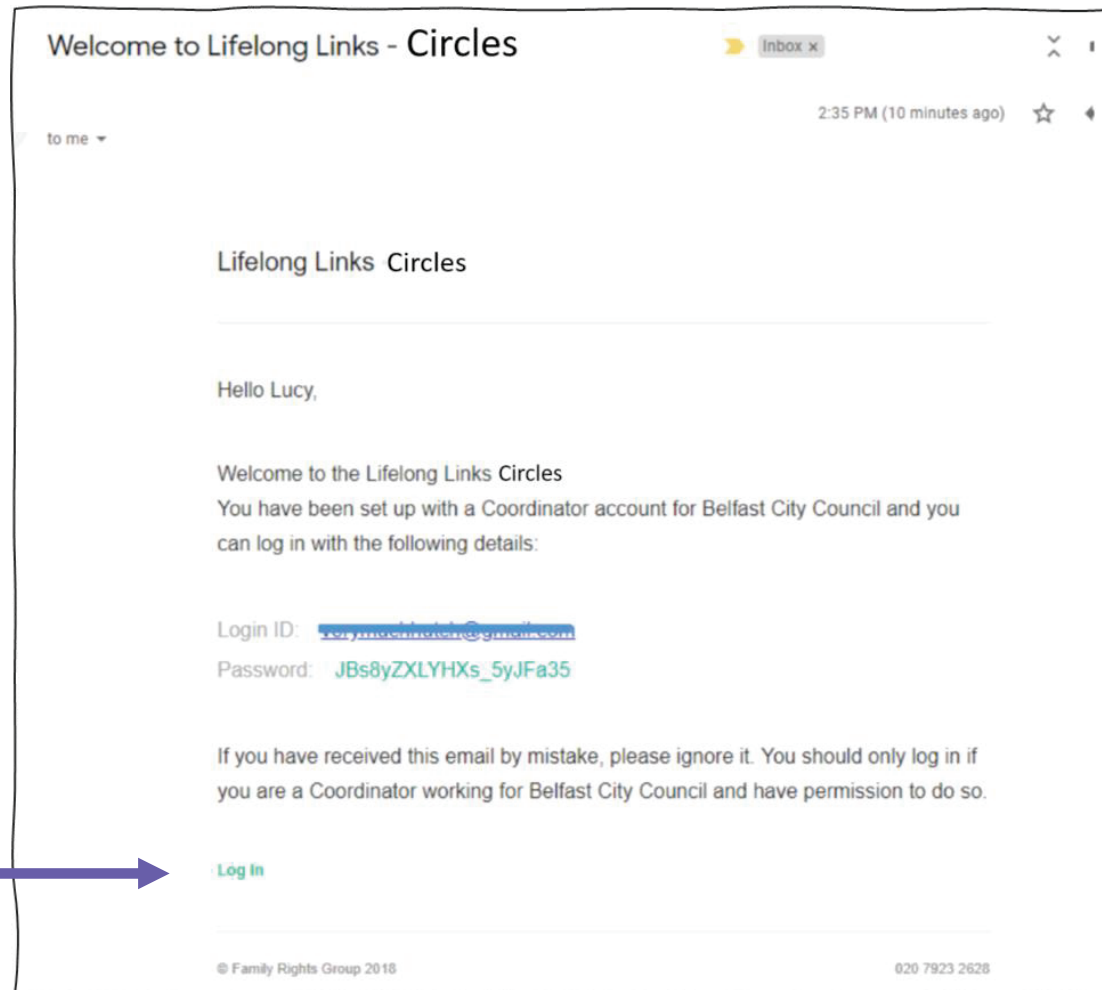 Welcome to Lifelong Links - Circles
Inbox x
2:35 PM (10 minutes ago)
to me
Lifelong Links Circles
Hello Lucy,
Welcome to the Lifelong Links Circles
You have been set up with a Coordinator account for Belfast City Council and you
can log in with the following details:
Login ID:
Password: JBs8yZXLYHXs_5yJFa35
If you have received this email by mistake, please ignore it. You should only log in if
you are a Coordinator working for Belfast City Council and have permission to do so.
Log In
© Family Rights Group 2018
020 7923 2628